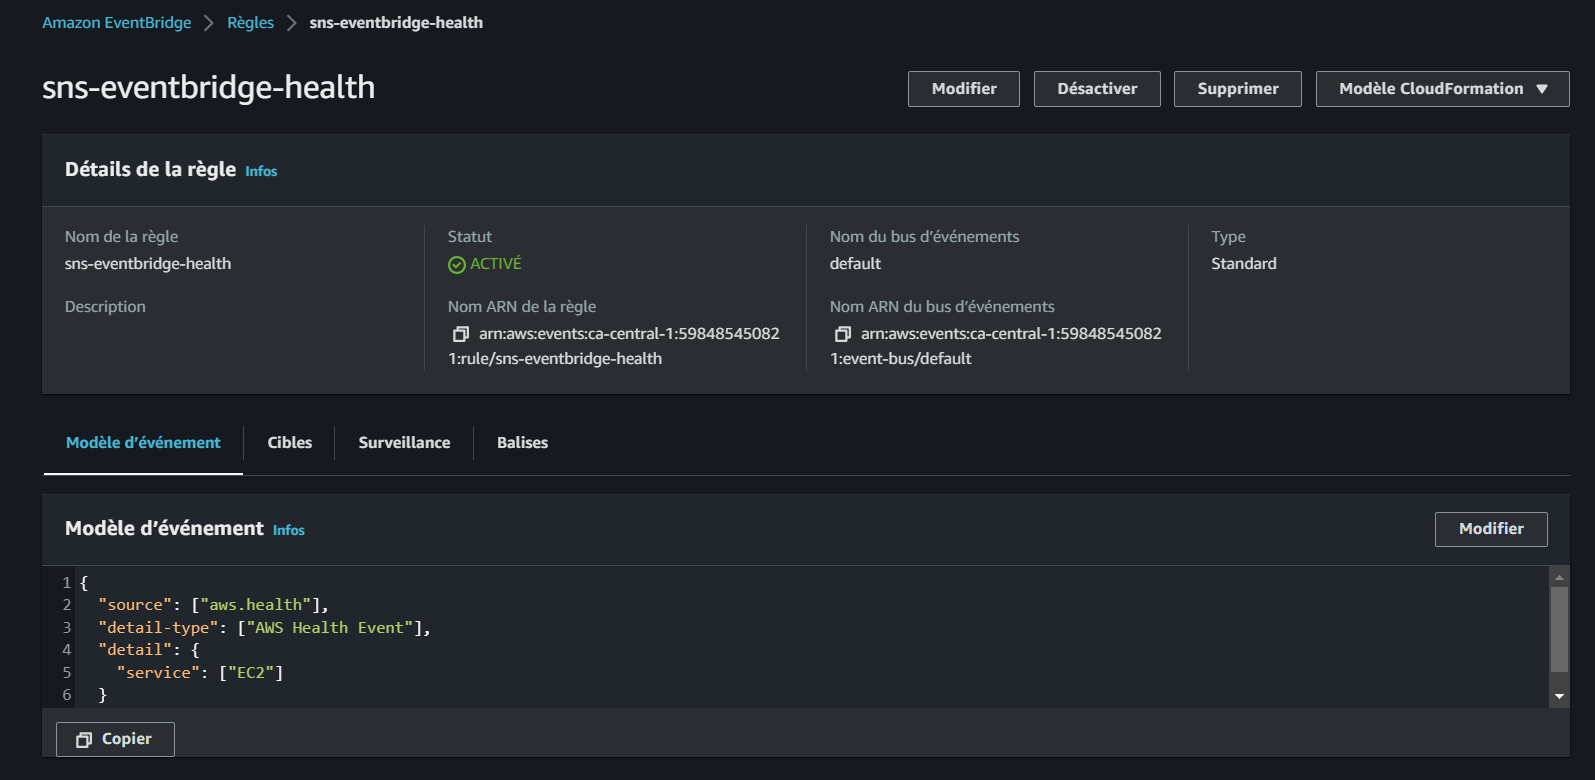 Amazon EventBridge > Règles > sns-eventbridge-health
sns-eventbridge-health
Modifier
Désactiver
Supprimer
Modèle CloudFormation ▼
Détails de la règle Infos
Nom de la règle
sns-eventbridge-health
Description
Statut
ACTIVÉ
Nom ARN de la règle
arn:aws:events:ca-central-1:59848545082
1:rule/sns-eventbridge-health
Nom du bus d’événements
default
Nom ARN du bus d’événements
arn:aws:events:ca-central-1:59848545082
1:event-bus/default
Type
Standard
Modèle d’événement
Cibles
Surveillance
Balises
Modèle d’événement Infos
Modifier
1 {
2   "source": ["aws.health"],
3   "detail-type": ["AWS Health Event"],
4   "detail": {
5     "service": ["EC2"]
6   }
Copier